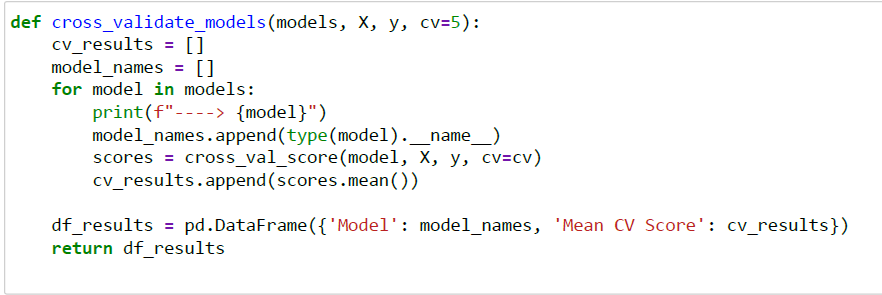 def cross_validate_models(models, X, y, cv=5):
    cv_results = []
    model_names = []
    for model in models:
        print(f"----> {model}")
        model_names.append(type(model).__name__)
        scores = cross_val_score(model, X, y, cv=cv)
        cv_results.append(scores.mean())
    df_results = pd.DataFrame({'Model': model_names, 'Mean CV Score': cv_results})
    return df_results